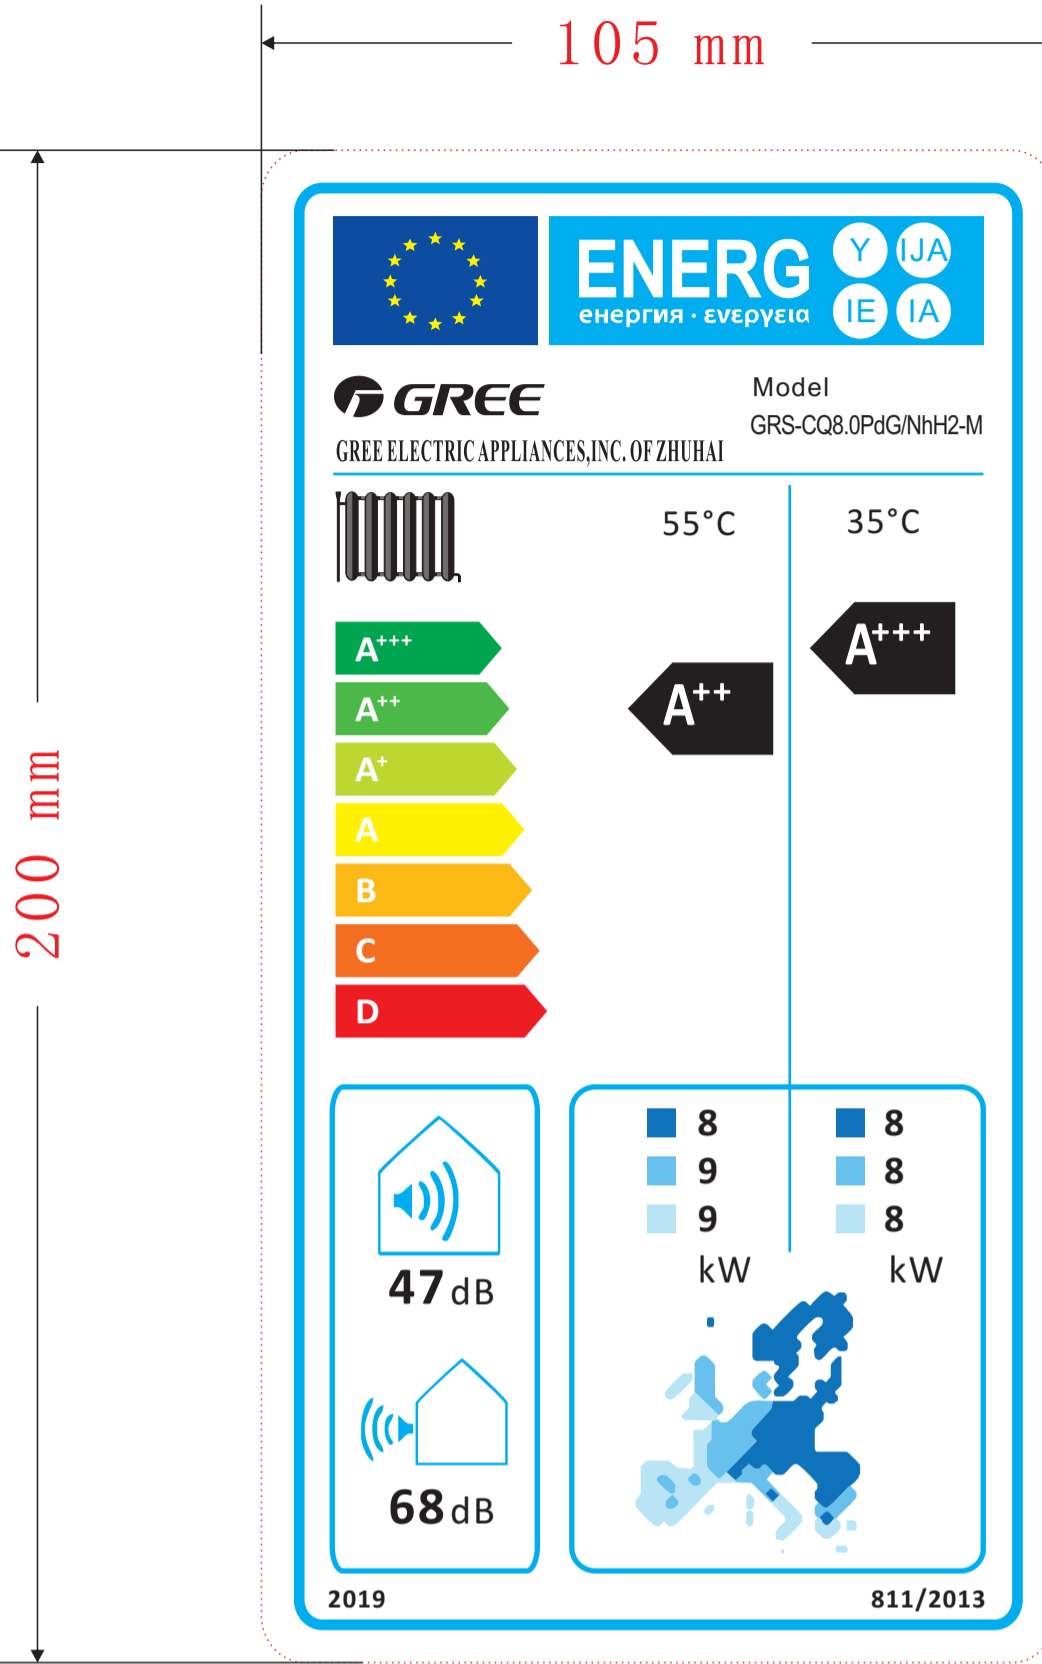 105 mm
200 mm
ENERG
енергия · ενεργεια
Y IJA
IE IA
GREE
GREE ELECTRIC APPLIANCES,INC. OF ZHUHAI
Model
GRS-CQ8.0PdG/NhH2-M
55°C 35°C
A+++
A++
A+
A
B
C
D
A++
A+++
47 dB
68 dB
8 8
9 8
9 8
kW kW
2019 811/2013